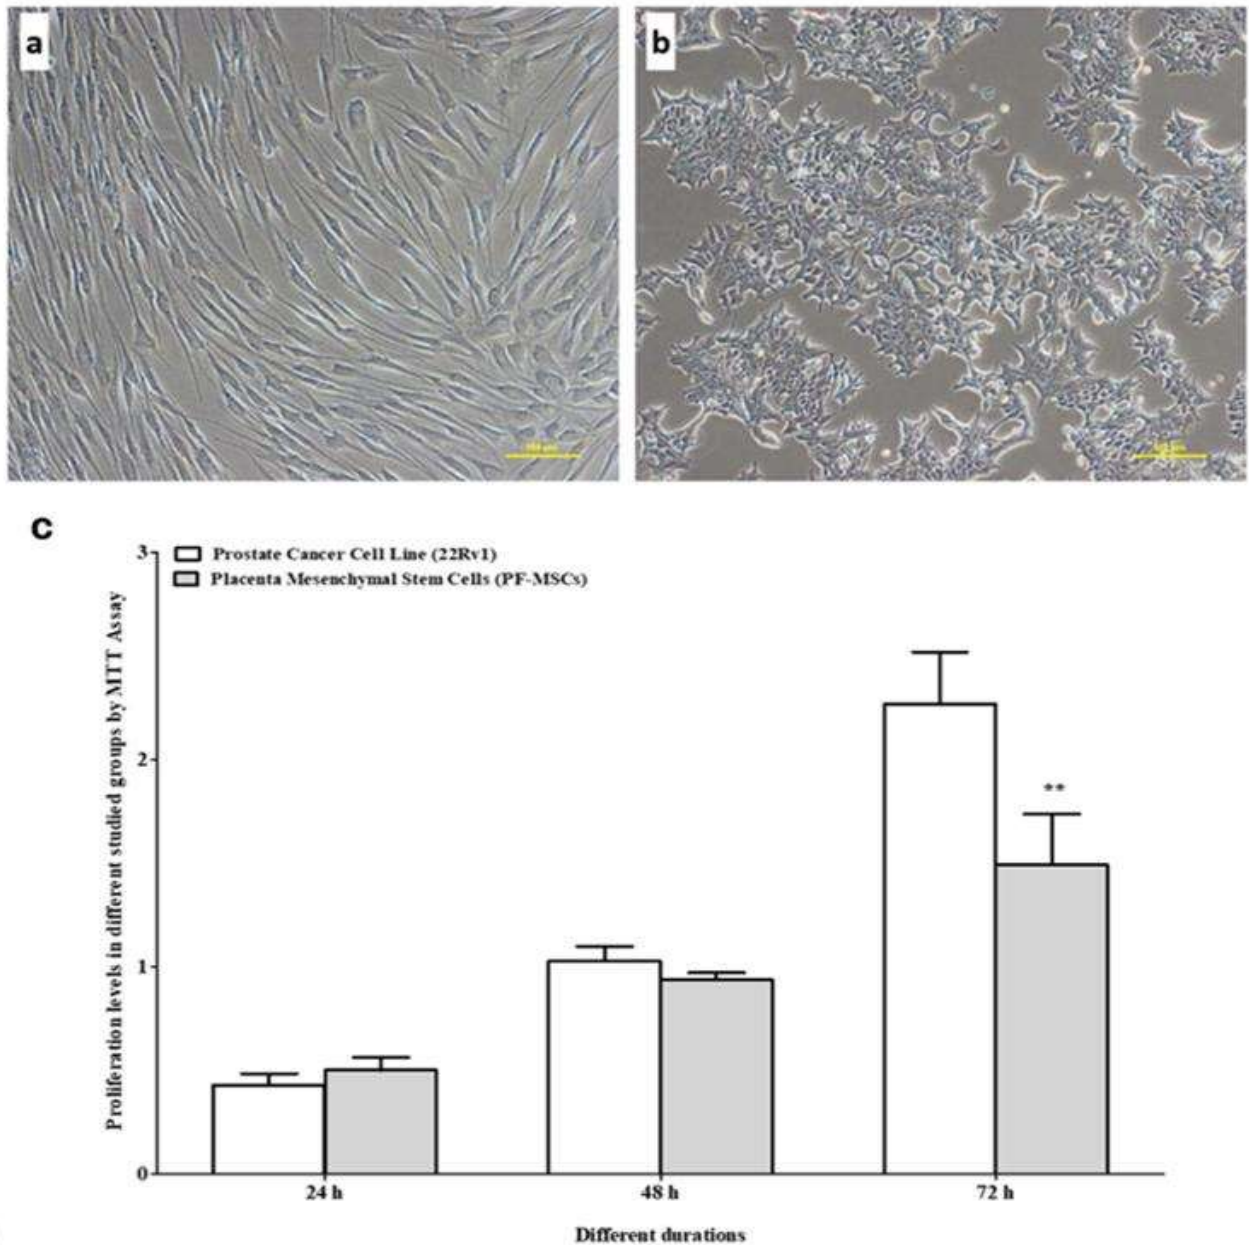 a
b
c
3
Prostate Cancer Cell Line (22Rv1)
Placenta Mesenchymal Stem Cells (PF-MSCs)
Proliferation levels in different studied groups by MTT Assay
2
**
1
0
24 h
48 h
72 h
Different durations